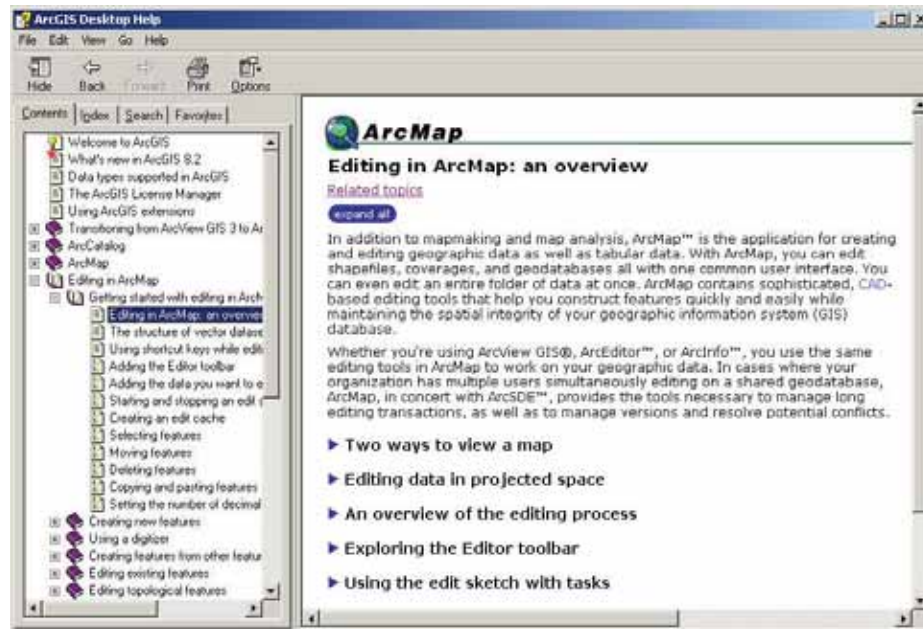 ArcGIS Desktop Help
File Edit View Go Help
Hide Back Forward Print Options
Contents Index Search Favorites
Welcome to ArcGIS
What's new in ArcGIS 8.2
Data types supported in ArcGIS
The ArcGIS License Manager
Using ArcGIS extensions
Transitioning from ArcView GIS 3 to Ar
ArcCatalog
ArcMap
Editing in ArcMap
Getting started with editing in Arch
Editing in ArcMap: an overvie
The structure of vector datase
Using shortcut keys while editi
Adding the Editor toolbar
Adding the data you want to e
Starting and stopping an edit
Creating an edit cache
Selecting features
Moving features
Deleting features
Copying and pasting features
Setting the number of decimal
Creating new features
Using a digitizer
Creating features from other featur
Editing existing features
Editing topological features
ArcMap
Editing in ArcMap: an overview
Related topics
expand all
In addition to mapmaking and map analysis, ArcMap™ is the application for creating
and editing geographic data as well as tabular data. With ArcMap, you can edit
shapefiles, coverages, and geodatabases all with one common user interface. You
can even edit an entire folder of data at once. ArcMap contains sophisticated, CAD-
based editing tools that help you construct features quickly and easily while
maintaining the spatial integrity of your geographic information system (GIS)
database.
Whether you're using ArcView GIS®, ArcEditor™, or ArcInfo™, you use the same
editing tools in ArcMap to work on your geographic data. In cases where your
organization has multiple users simultaneously editing on a shared geodatabase,
ArcMap, in concert with ArcSDE™, provides the tools necessary to manage long
editing transactions, as well as to manage versions and resolve potential conflicts.
Two ways to view a map
Editing data in projected space
An overview of the editing process
Exploring the Editor toolbar
Using the edit sketch with tasks